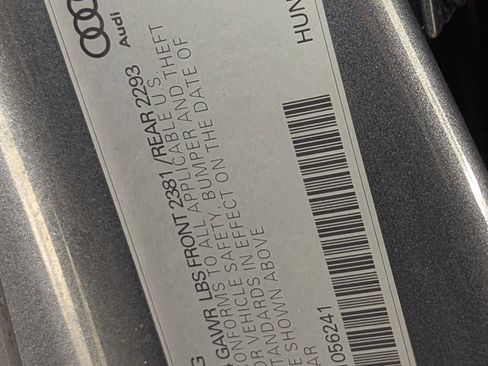 Audi
G
GAWR LBS FRONT 2381 /REAR 2293
CONFORMS TO ALL APPLICABLE U.S.
VEHICLE SAFETY, BUMPER AND THEFT
STANDARDS IN EFFECT ON THE DATE OF
E SHOWN ABOVE
AR
056241
HUN